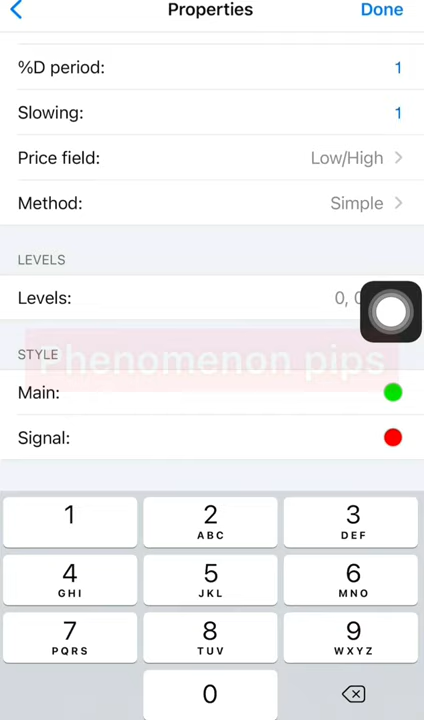 Properties
Done
%D period: 1
Slowing: 1
Price field: Low/High
Method: Simple
LEVELS
Levels: 0,
Phenomenon pips
STYLE
Main:
Signal:
1
2
ABC
3
DEF
4
GHI
5
JKL
6
MNO
7
PQRS
8
TUV
9
WXYZ
0